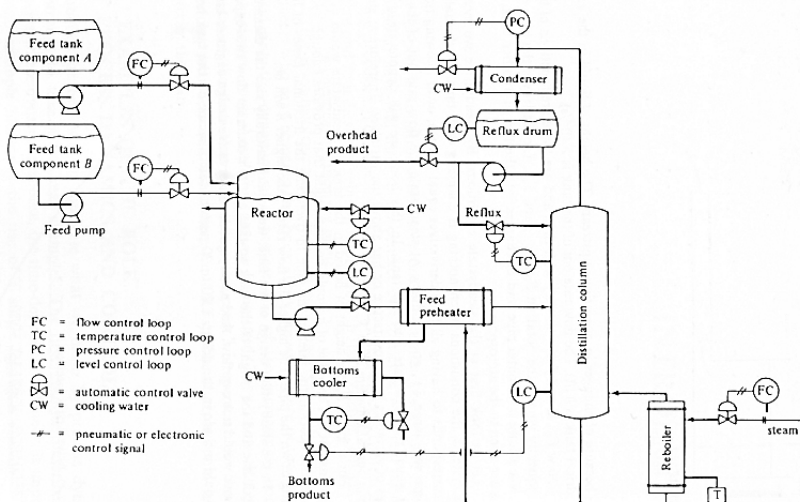 PC
Feed tank
component A
FC
Condenser
CW
LC
Reflux drum
Overhead
product
Feed tank
component B
FC
Feed pump
Reactor
CW
Reflux
TC
TC
LC
Feed
preheater
Distillation column
FC = flow control loop
TC = temperature control loop
PC = pressure control loop
LC = level control loop
= automatic control valve
CW = cooling water
= pneumatic or electronic
control signal
CW
Bottoms
cooler
TC
LC
FC
steam
Reboiler
T
Bottoms
product